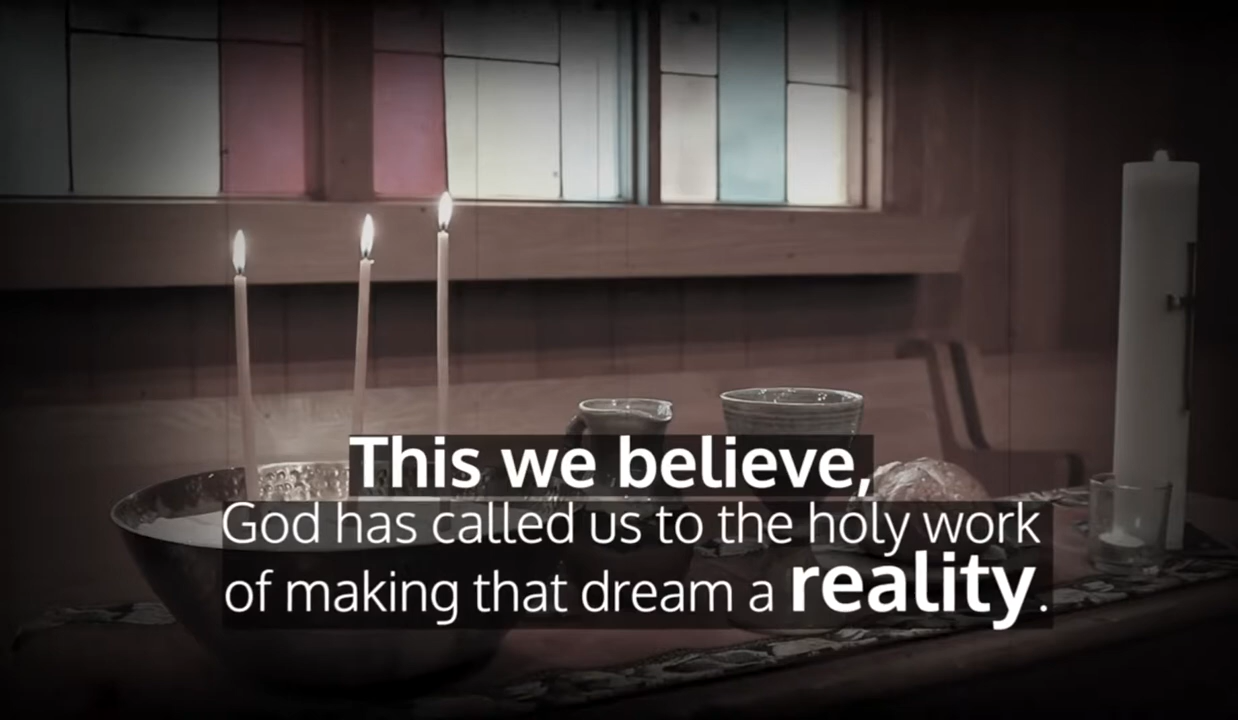 This we believe,
God has called us to the holy work
of making that dream a reality.